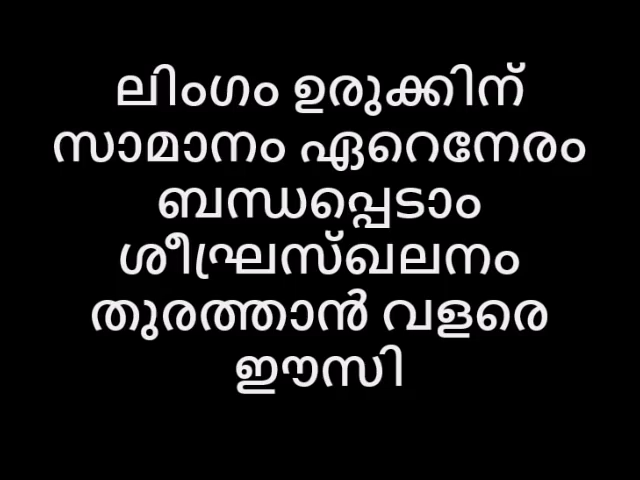 ലിംഗം ഉരുക്കിന്
സാമാനം ഏറെനേരം
ബന്ധപ്പെടാം
ശീഘ്രസ്ഖലനം
തുരത്താൻ വളരെ
ഈസി